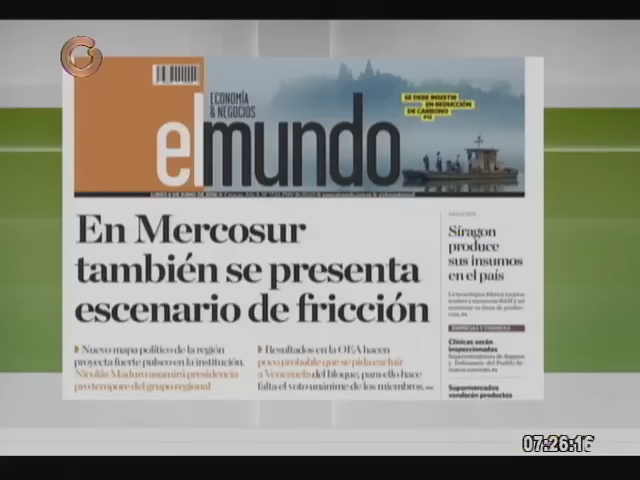 SE DEBE INSISTIR
EN REDUCCIÓN
DE CARBONO
ECONOMÍA
& NEGOCIOS
el mundo
En Mercosur
también se presenta
escenario de fricción
Nuevo mapa político de la región
proyecta fuerte pulseo en la institución.
Nicolás Maduro asumirá presidencia
pro tempore del grupo regional
Resultados en la OEA hacen
poco probable que se pida excluir
a Venezuela del bloque, para ello hace
falta el voto unánime de los miembros.
Síragon
produce
sus insumos
en el país
EMPRESAS Y FINANZAS
Clínicas serán
inspeccionadas
Supermercados
venderán productos
07:26:16